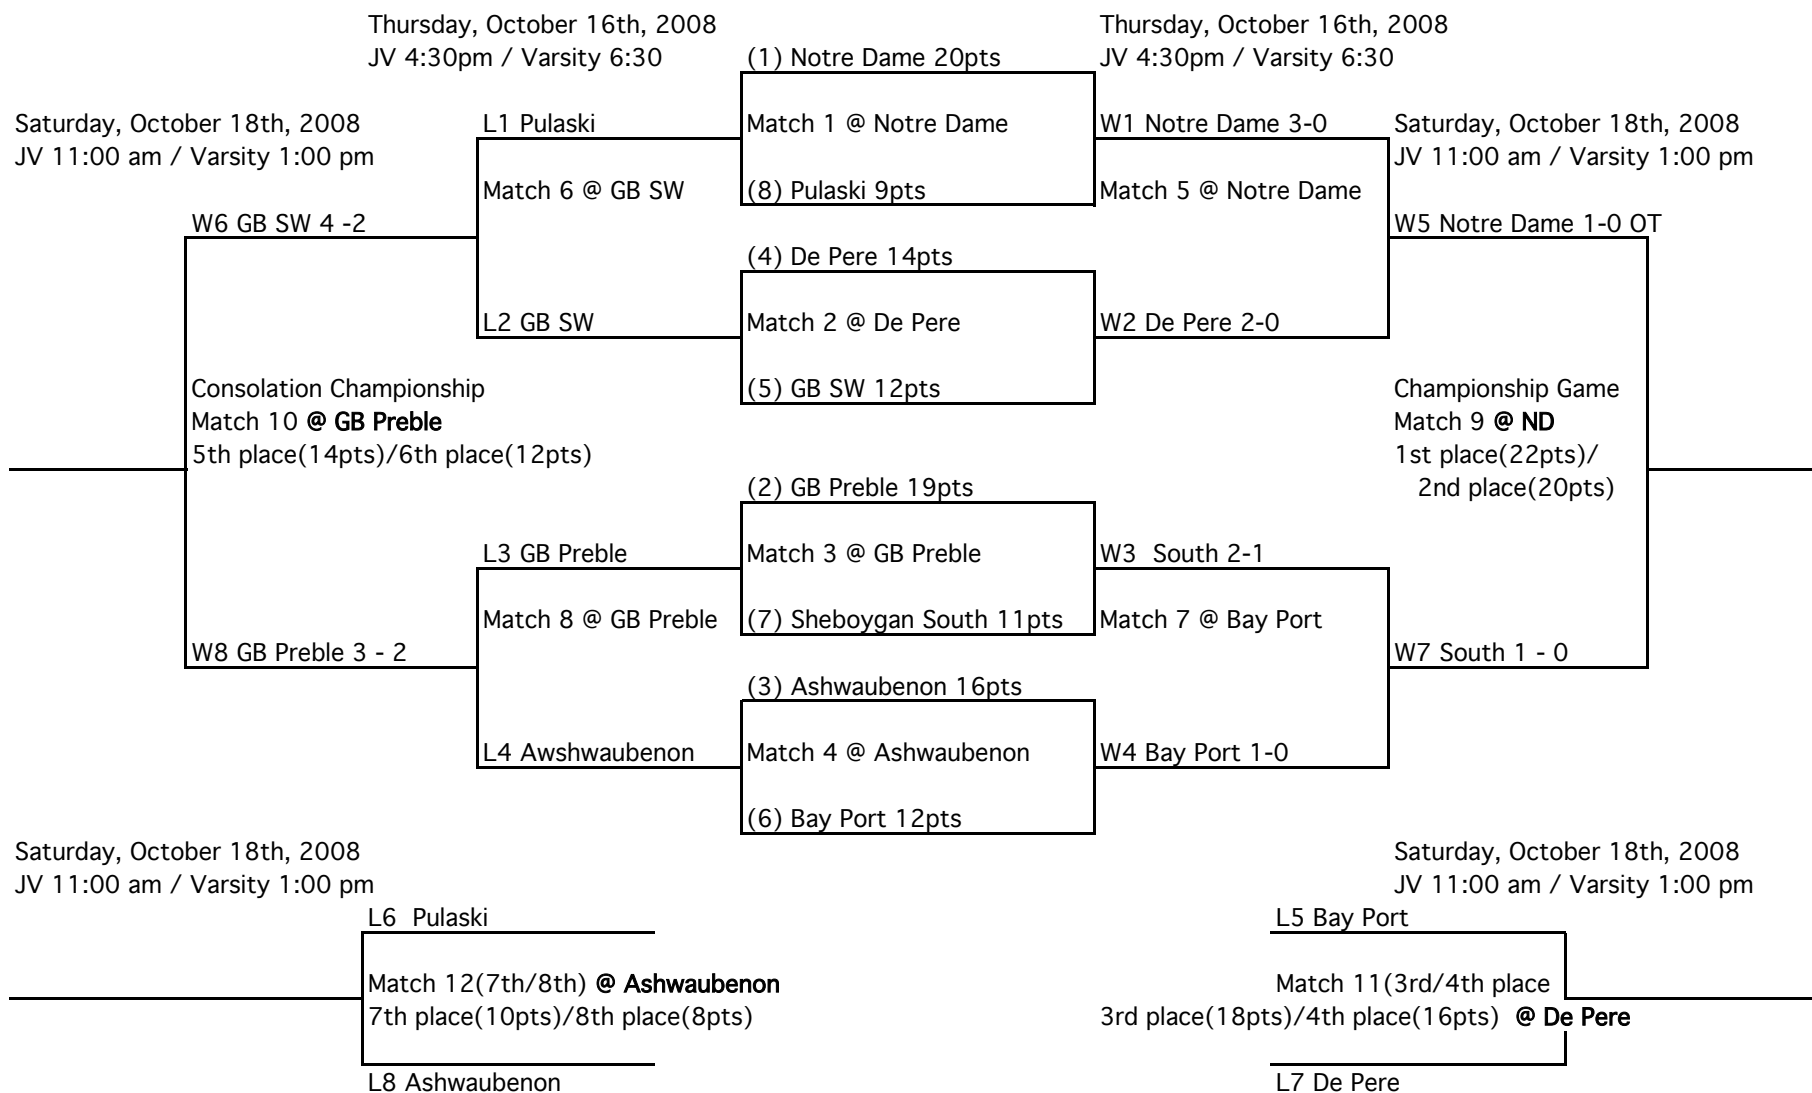 Thursday, October 16th, 2008
JV 4:30pm / Varsity 6:30
Thursday, October 16th, 2008
JV 4:30pm / Varsity 6:30
(1) Notre Dame 20pts
Saturday, October 18th, 2008
JV 11:00 am / Varsity 1:00 pm
L1 Pulaski
Match 1 @ Notre Dame
W1 Notre Dame 3-0
Saturday, October 18th, 2008
JV 11:00 am / Varsity 1:00 pm
Match 6 @ GB SW
(8) Pulaski 9pts
Match 5 @ Notre Dame
W6 GB SW 4 -2
W5 Notre Dame 1-0 OT
(4) De Pere 14pts
L2 GB SW
Match 2 @ De Pere
W2 De Pere 2-0
(5) GB SW 12pts
Consolation Championship
Match 10 @ GB Preble
5th place(14pts)/6th place(12pts)
Championship Game
Match 9 @ ND
1st place(22pts)/
2nd place(20pts)
(2) GB Preble 19pts
L3 GB Preble
Match 3 @ GB Preble
W3  South 2-1
Match 8 @ GB Preble
(7) Sheboygan South 11pts
Match 7 @ Bay Port
W8 GB Preble 3 - 2
W7 South 1 - 0
(3) Ashwaubenon 16pts
L4 Awshwaubenon
Match 4 @ Ashwaubenon
W4 Bay Port 1-0
(6) Bay Port 12pts
Saturday, October 18th, 2008
JV 11:00 am / Varsity 1:00 pm
Saturday, October 18th, 2008
JV 11:00 am / Varsity 1:00 pm
L6  Pulaski
Match 12(7th/8th) @ Ashwaubenon
7th place(10pts)/8th place(8pts)
L8 Ashwaubenon
L5 Bay Port
Match 11(3rd/4th place
3rd place(18pts)/4th place(16pts)  @ De Pere
L7 De Pere